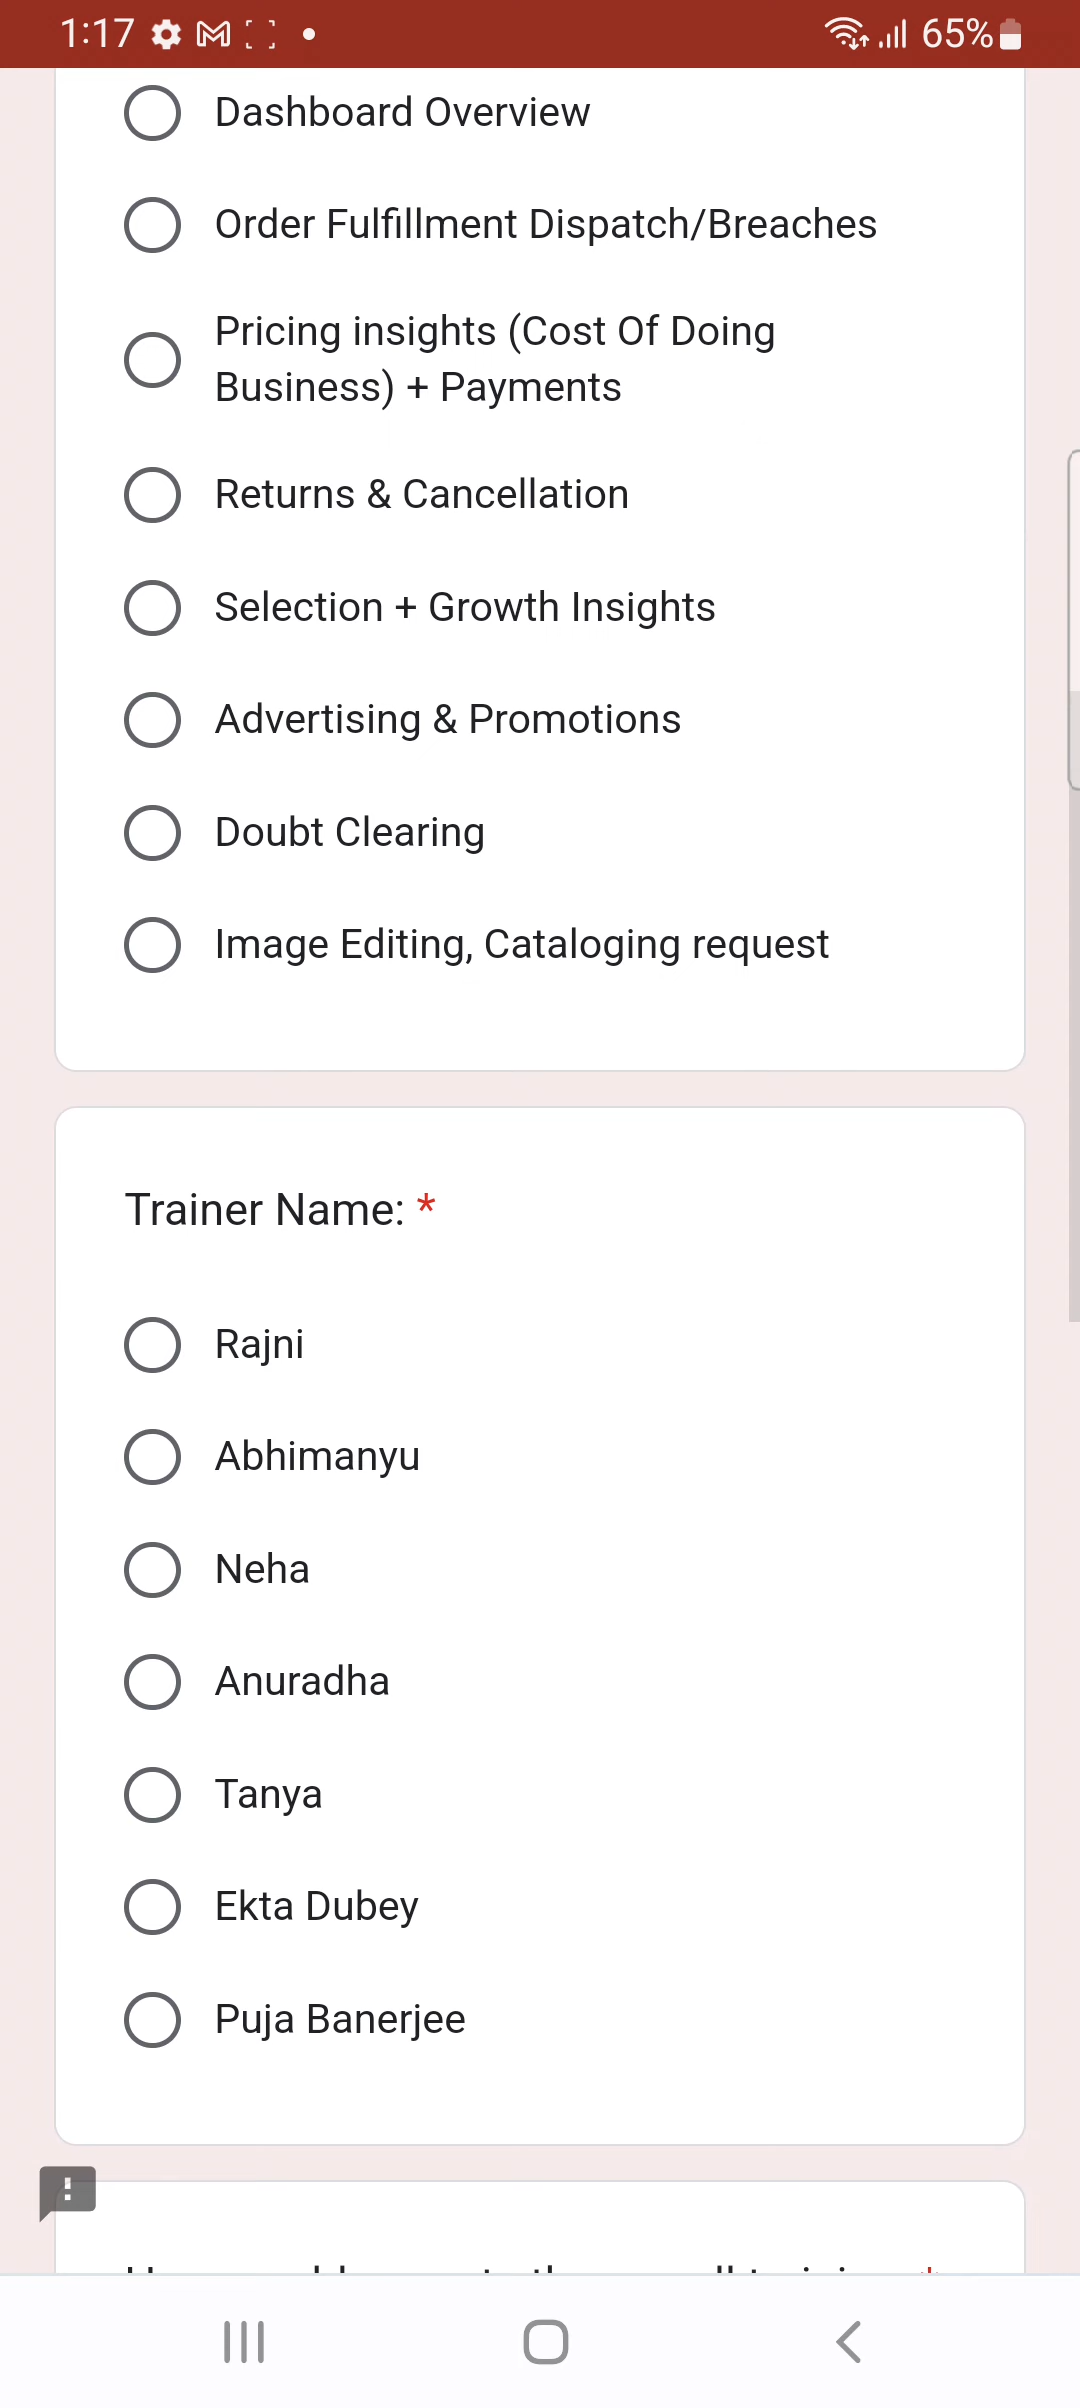 1:17
65%
Dashboard Overview
Order Fulfillment Dispatch/Breaches
Pricing insights (Cost Of Doing
Business) + Payments
Returns & Cancellation
Selection + Growth Insights
Advertising & Promotions
Doubt Clearing
Image Editing, Cataloging request
Trainer Name: *
Rajni
Abhimanyu
Neha
Anuradha
Tanya
Ekta Dubey
Puja Banerjee